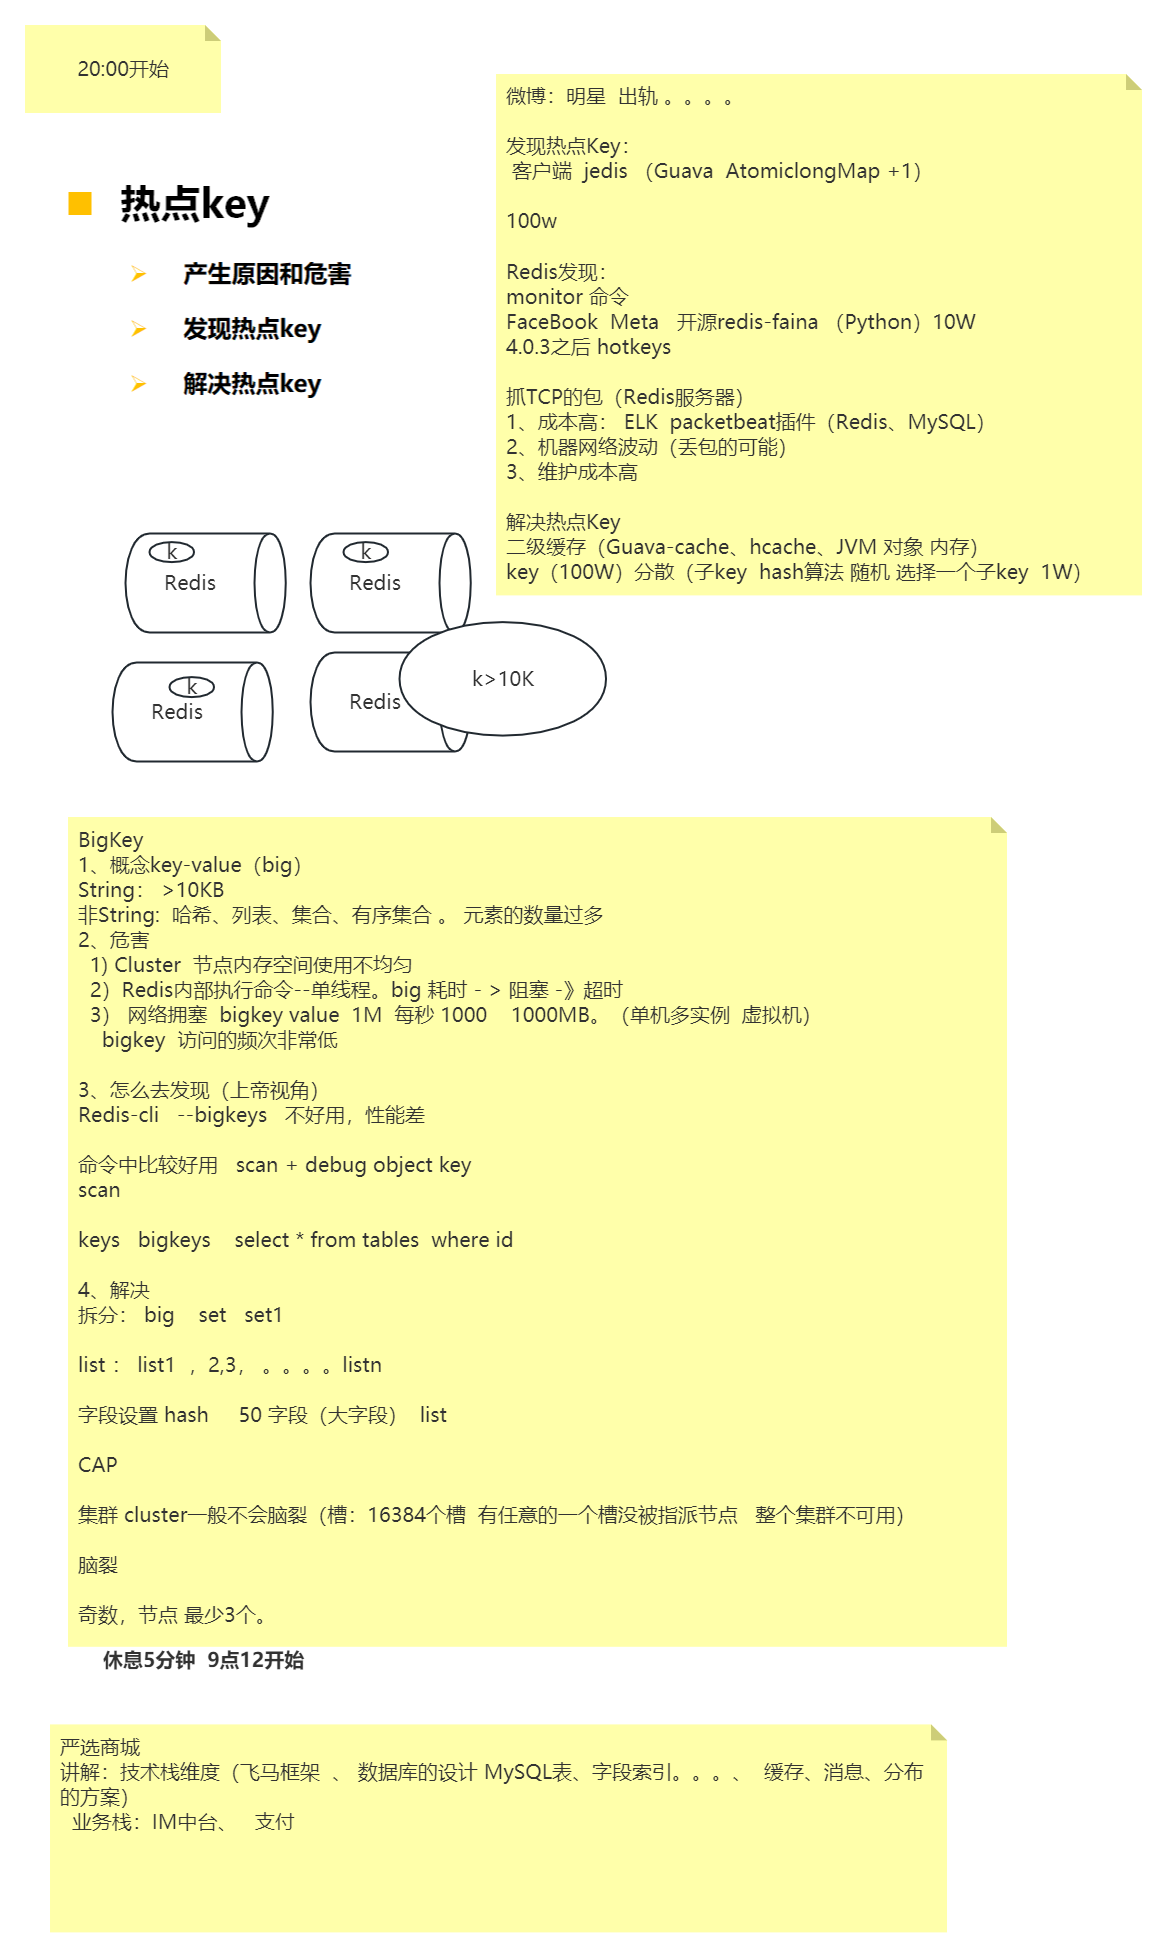 20:00开始
热点key
产生原因和危害
发现热点key
解决热点key
微博：明星  出轨 。。。。
发现热点Key：
客户端  jedis （Guava  AtomiclongMap +1）
100w
Redis发现：
monitor 命令
FaceBook  Meta   开源redis-faina （Python）10W
4.0.3之后 hotkeys
抓TCP的包（Redis服务器）
1、成本高： ELK  packetbeat插件（Redis、MySQL）
2、机器网络波动（丢包的可能）
3、维护成本高
解决热点Key
二级缓存（Guava-cache、hcache、JVM 对象 内存）
key（100W）分散（子key  hash算法 随机 选择一个子key  1W）
k
Redis
k
Redis
k
Redis
Redis
k>10K
BigKey
1、概念key-value（big）
String： >10KB
非String:  哈希、列表、集合、有序集合 。 元素的数量过多
2、危害
1) Cluster  节点内存空间使用不均匀
2）Redis内部执行命令--单线程。big 耗时 - > 阻塞 -》超时
3） 网络拥塞  bigkey value  1M  每秒 1000    1000MB。（单机多实例  虚拟机）
bigkey  访问的频次非常低
3、怎么去发现（上帝视角）
Redis-cli   --bigkeys   不好用，性能差
命令中比较好用   scan + debug object key
scan
keys   bigkeys    select * from tables  where id
4、解决
拆分： big    set   set1
list： list1 ，2,3， 。。。。listn
字段设置 hash     50 字段（大字段）  list
CAP
集群 cluster一般不会脑裂（槽：16384个槽  有任意的一个槽没被指派节点   整个集群不可用）
脑裂
奇数，节点 最少3个。
休息5分钟  9点12开始
严选商城
讲解：技术栈维度（飞马框架  、 数据库的设计 MySQL表、字段索引。。。、  缓存、消息、分布
的方案）
业务栈：IM中台、   支付